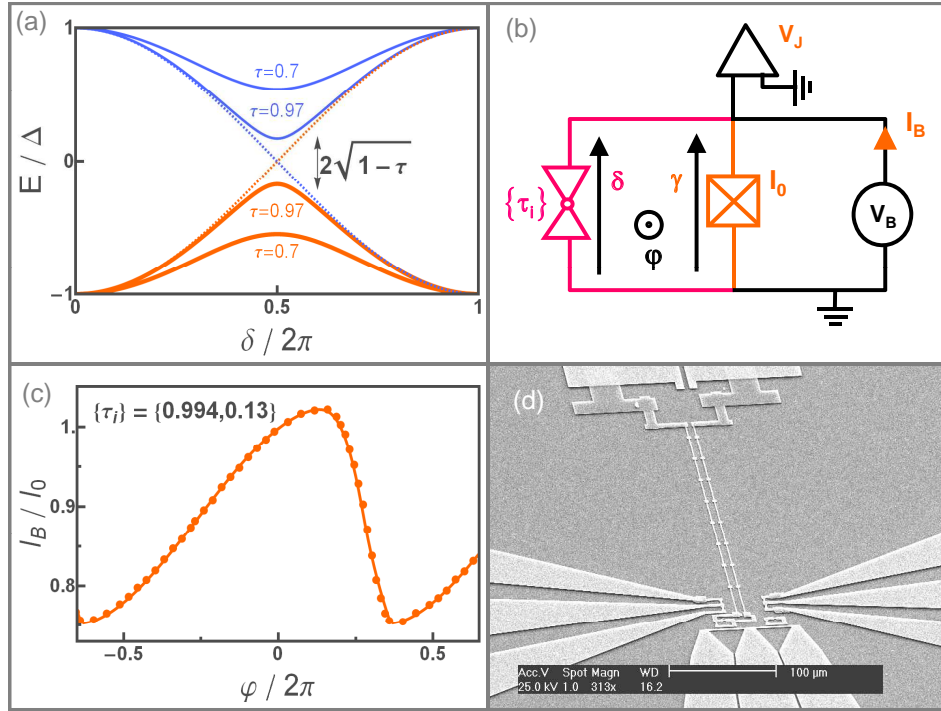 (a)
1
τ=0.7
τ=0.97
E / Δ
0
2√1 − τ
τ=0.97
τ=0.7
−1
0
0.5
1
δ / 2π
(b)
V_J
I_B
{τ_i}
δ
γ
I_0
V_B
φ
(c)
{τ_i} = {0.994,0.13}
1.
0.9
0.8
I_B / I_0
−0.5
0
0.5
φ / 2π
(d)
Acc.V Spot Magn WD 100 µm
25.0 kV 1.0 313x 16.2